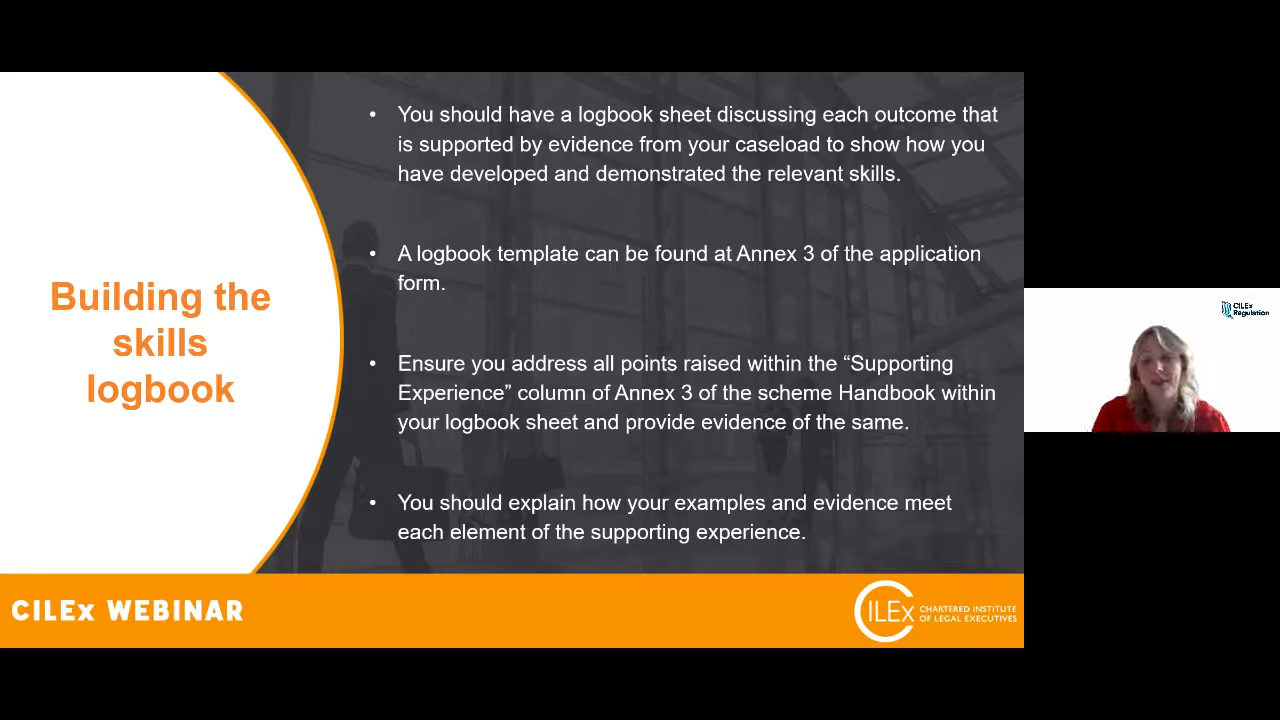 Building the
skills
logbook
• You should have a logbook sheet discussing each outcome that
is supported by evidence from your caseload to show how you
have developed and demonstrated the relevant skills.
• A logbook template can be found at Annex 3 of the application
form.
• Ensure you address all points raised within the “Supporting
Experience” column of Annex 3 of the scheme Handbook within
your logbook sheet and provide evidence of the same.
• You should explain how your examples and evidence meet
each element of the supporting experience.
CILEx WEBINAR
CILEx
CHARTERED INSTITUTE
OF LEGAL EXECUTIVES
CILEx
Regulation